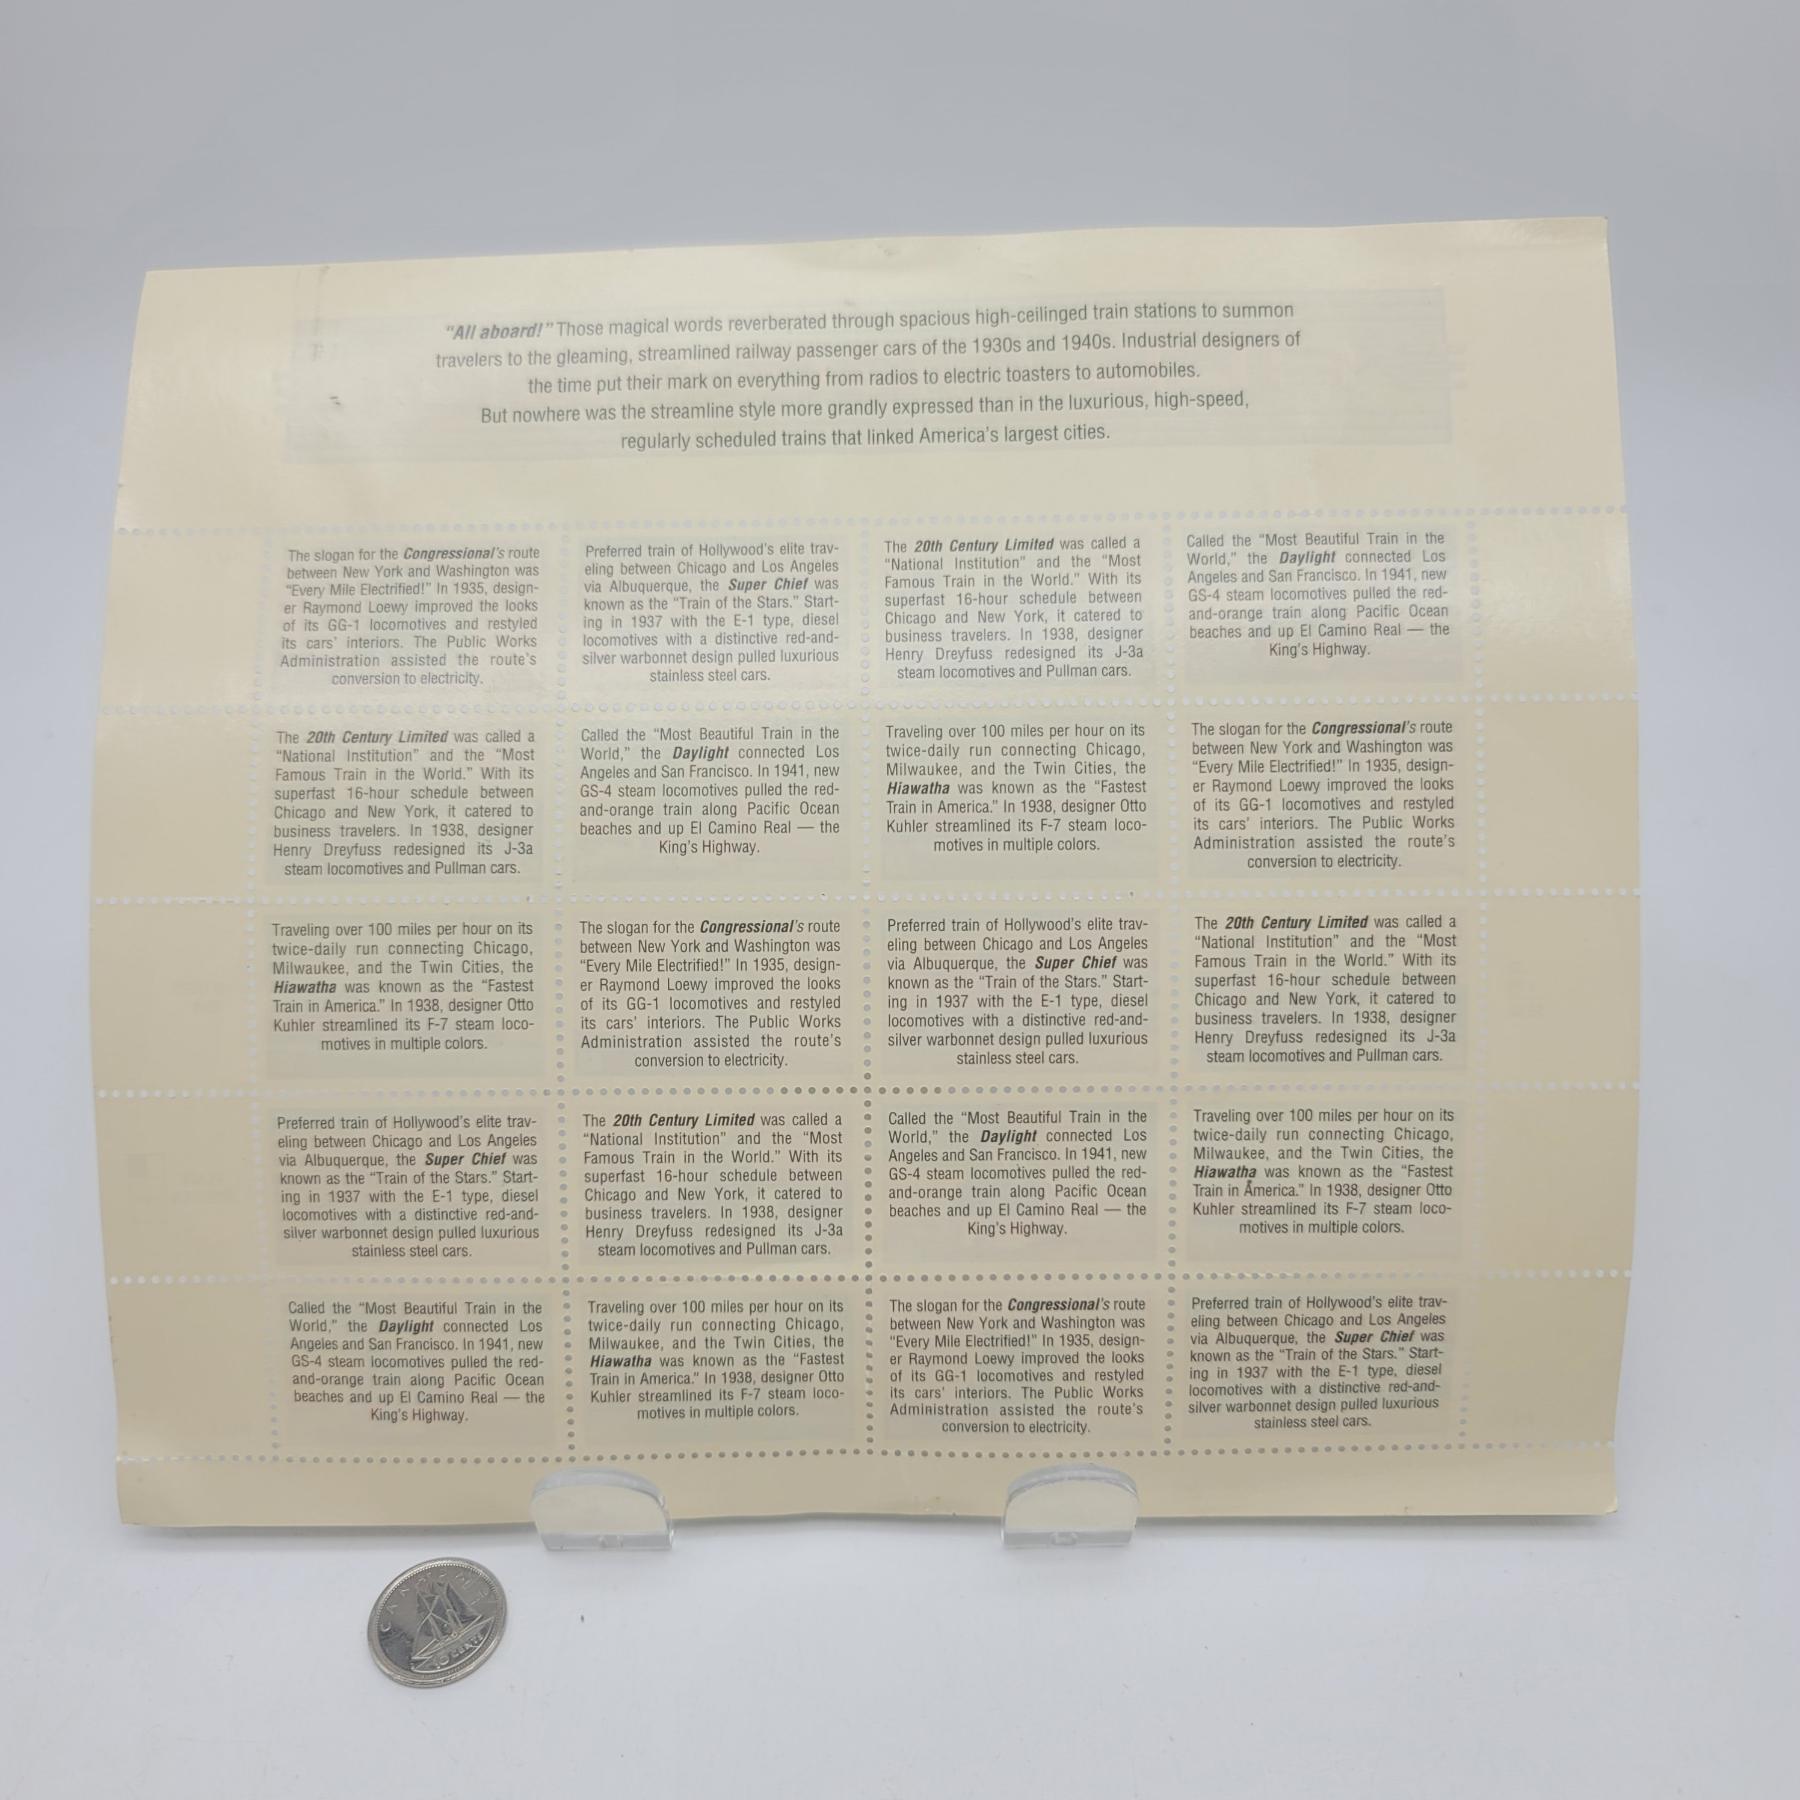 "All aboard!" Those magical words reverberated through spacious high-ceilinged train stations to summon
travelers to the gleaming, streamlined railway passenger cars of the 1930s and 1940s. Industrial designers of
the time put their mark on everything from radios to electric toasters to automobiles.
But nowhere was the streamline style more grandly expressed than in the luxurious, high-speed,
regularly scheduled trains that linked America's largest cities.
The slogan for the Congressional's route
between New York and Washington was
"Every Mile Electrified!" In 1935, design-
er Raymond Loewy improved the looks
of its GG-1 locomotives and restyled
its cars' interiors. The Public Works
Administration assisted the route's
conversion to electricity.
Preferred train of Hollywood's elite trav-
eling between Chicago and Los Angeles
via Albuquerque, the Super Chief was
known as the "Train of the Stars." Start-
ing in 1937 with the E-1 type, diesel
locomotives with a distinctive red-and-
silver warbonnet design pulled luxurious
stainless steel cars.
The 20th Century Limited was called a
"National Institution" and the "Most
Famous Train in the World." With its
superfast 16-hour schedule between
Chicago and New York, it catered to
business travelers. In 1938, designer
Henry Dreyfuss redesigned its J-3a
steam locomotives and Pullman cars.
Called the "Most Beautiful Train in the
World," the Daylight connected Los
Angeles and San Francisco. In 1941, new
GS-4 steam locomotives pulled the red-
and-orange train along Pacific Ocean
beaches and up El Camino Real — the
King's Highway.
The 20th Century Limited was called a
"National Institution" and the "Most
Famous Train in the World." With its
superfast 16-hour schedule between
Chicago and New York, it catered to
business travelers. In 1938, designer
Henry Dreyfuss redesigned its J-3a
steam locomotives and Pullman cars.
Called the "Most Beautiful Train in the
World," the Daylight connected Los
Angeles and San Francisco. In 1941, new
GS-4 steam locomotives pulled the red-
and-orange train along Pacific Ocean
beaches and up El Camino Real — the
King's Highway.
Traveling over 100 miles per hour on its
twice-daily run connecting Chicago,
Milwaukee, and the Twin Cities, the
Hiawatha was known as the "Fastest
Train in America." In 1938, designer Otto
Kuhler streamlined its F-7 steam loco-
motives in multiple colors.
The slogan for the Congressional's route
between New York and Washington was
"Every Mile Electrified!" In 1935, design-
er Raymond Loewy improved the looks
of its GG-1 locomotives and restyled
its cars' interiors. The Public Works
Administration assisted the route's
conversion to electricity.
Traveling over 100 miles per hour on its
twice-daily run connecting Chicago,
Milwaukee, and the Twin Cities, the
Hiawatha was known as the "Fastest
Train in America." In 1938, designer Otto
Kuhler streamlined its F-7 steam loco-
motives in multiple colors.
The slogan for the Congressional's route
between New York and Washington was
"Every Mile Electrified!" In 1935, design-
er Raymond Loewy improved the looks
of its GG-1 locomotives and restyled
its cars' interiors. The Public Works
Administration assisted the route's
conversion to electricity.
Preferred train of Hollywood's elite trav-
eling between Chicago and Los Angeles
via Albuquerque, the Super Chief was
known as the "Train of the Stars." Start-
ing in 1937 with the E-1 type, diesel
locomotives with a distinctive red-and-
silver warbonnet design pulled luxurious
stainless steel cars.
The 20th Century Limited was called a
"National Institution" and the "Most
Famous Train in the World." With its
superfast 16-hour schedule between
Chicago and New York, it catered to
business travelers. In 1938, designer
Henry Dreyfuss redesigned its J-3a
steam locomotives and Pullman cars.
Preferred train of Hollywood's elite trav-
eling between Chicago and Los Angeles
via Albuquerque, the Super Chief was
known as the "Train of the Stars." Start-
ing in 1937 with the E-1 type, diesel
locomotives with a distinctive red-and-
silver warbonnet design pulled luxurious
stainless steel cars.
The 20th Century Limited was called a
"National Institution" and the "Most
Famous Train in the World." With its
superfast 16-hour schedule between
Chicago and New York, it catered to
business travelers. In 1938, designer
Henry Dreyfuss redesigned its J-3a
steam locomotives and Pullman cars.
Called the "Most Beautiful Train in the
World," the Daylight connected Los
Angeles and San Francisco. In 1941, new
GS-4 steam locomotives pulled the red-
and-orange train along Pacific Ocean
beaches and up El Camino Real — the
King's Highway.
Traveling over 100 miles per hour on its
twice-daily run connecting Chicago,
Milwaukee, and the Twin Cities, the
Hiawatha was known as the "Fastest
Train in America." In 1938, designer Otto
Kuhler streamlined its F-7 steam loco-
motives in multiple colors.
Called the "Most Beautiful Train in the
World," the Daylight connected Los
Angeles and San Francisco. In 1941, new
GS-4 steam locomotives pulled the red-
and-orange train along Pacific Ocean
beaches and up El Camino Real — the
King's Highway.
Traveling over 100 miles per hour on its
twice-daily run connecting Chicago,
Milwaukee, and the Twin Cities, the
Hiawatha was known as the "Fastest
Train in America." In 1938, designer Otto
Kuhler streamlined its F-7 steam loco-
motives in multiple colors.
The slogan for the Congressional's route
between New York and Washington was
"Every Mile Electrified!" In 1935, design-
er Raymond Loewy improved the looks
of its GG-1 locomotives and restyled
its cars' interiors. The Public Works
Administration assisted the route's
conversion to electricity.
Preferred train of Hollywood's elite trav-
eling between Chicago and Los Angeles
via Albuquerque, the Super Chief was
known as the "Train of the Stars." Start-
ing in 1937 with the E-1 type, diesel
locomotives with a distinctive red-and-
silver warbonnet design pulled luxurious
stainless steel cars.
10 CENTS